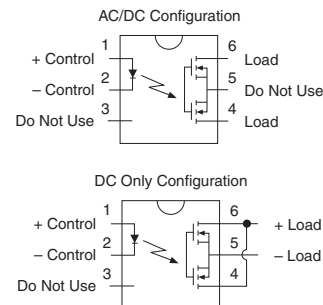 AC/DC Configuration
1 6
+ Control Load
2 5
– Control Do Not Use
3 4
Do Not Use Load
DC Only Configuration
1 6
+ Control + Load
2 5
– Control – Load
3 4
Do Not Use